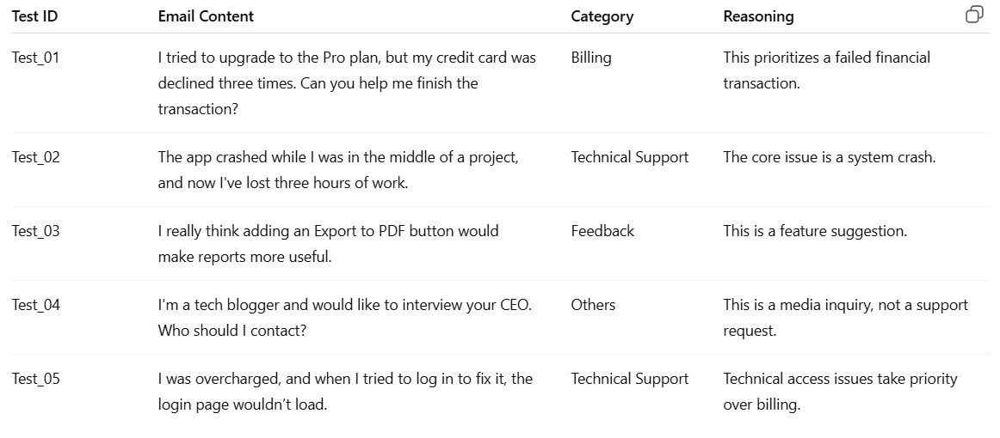 Test ID Email Content Category Reasoning
Test_01 I tried to upgrade to the Pro plan, but my credit card was Billing This prioritizes a failed financial
declined three times. Can you help me finish the transaction.
transaction?
Test_02 The app crashed while I was in the middle of a project, Technical Support The core issue is a system crash.
and now I've lost three hours of work.
Test_03 I really think adding an Export to PDF button would Feedback This is a feature suggestion.
make reports more useful.
Test_04 I'm a tech blogger and would like to interview your CEO. Others This is a media inquiry, not a support
Who should I contact? request.
Test_05 I was overcharged, and when I tried to log in to fix it, the Technical Support Technical access issues take priority
login page wouldn’t load. over billing.